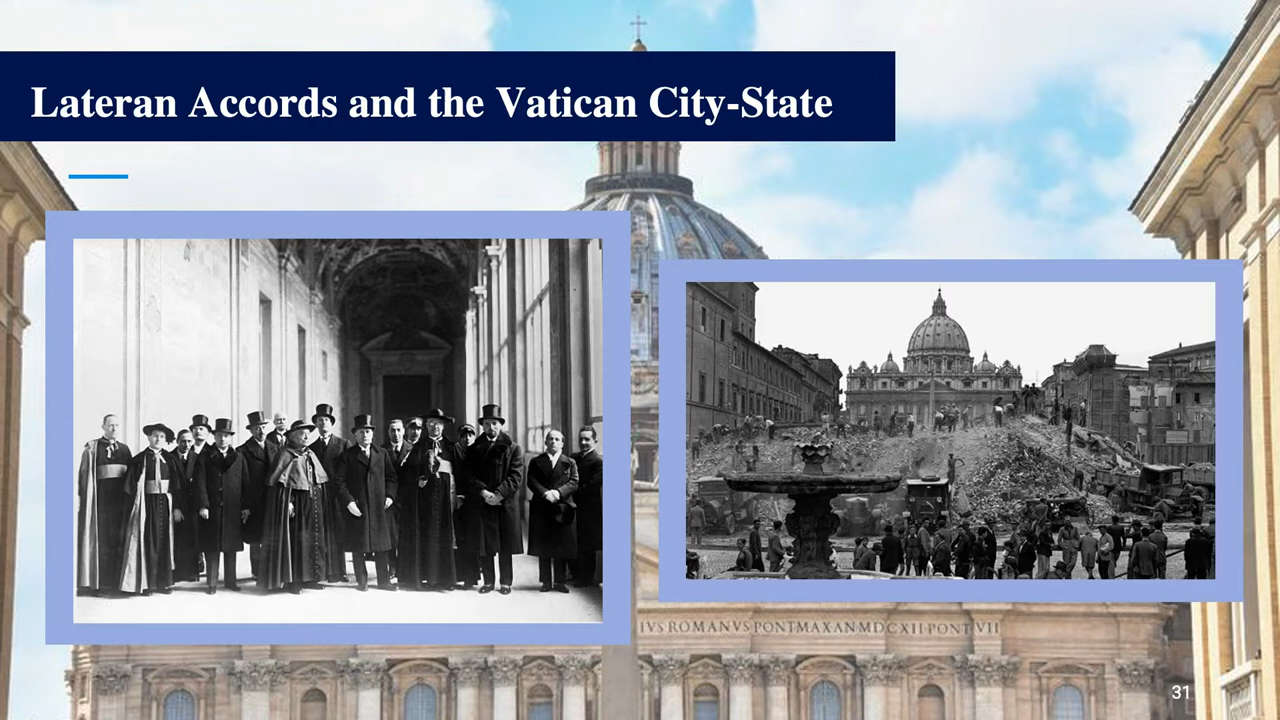 Lateran Accords and the Vatican City-State
IVS ROMANVS PONT MAX AN MDCXII PONT VII
31